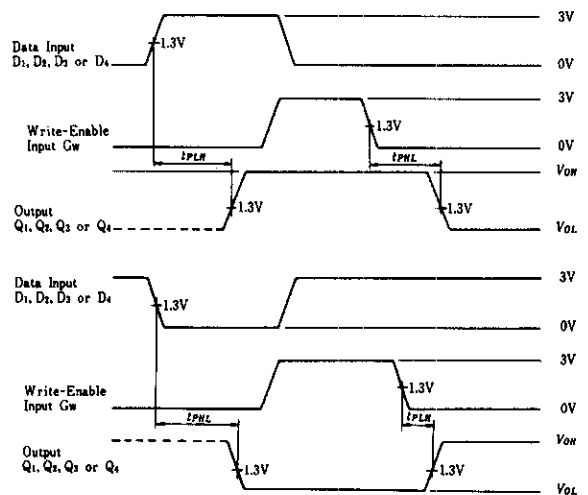 3V
Data Input
D₁, D₂, D₃ or D₄
1.3V
0V
3V
Write-Enable
Input Gw
1.3V
0V
tPLH
tPHL
VOH
Output
Q₁, Q₂, Q₃ or Q₄
1.3V
1.3V
VOL
3V
Data Input
D₁, D₂, D₃ or D₄
1.3V
0V
3V
Write-Enable
Input Gw
1.3V
0V
tPHL
tPLH
VOH
Output
Q₁, Q₂, Q₃ or Q₄
1.3V
1.3V
VOL